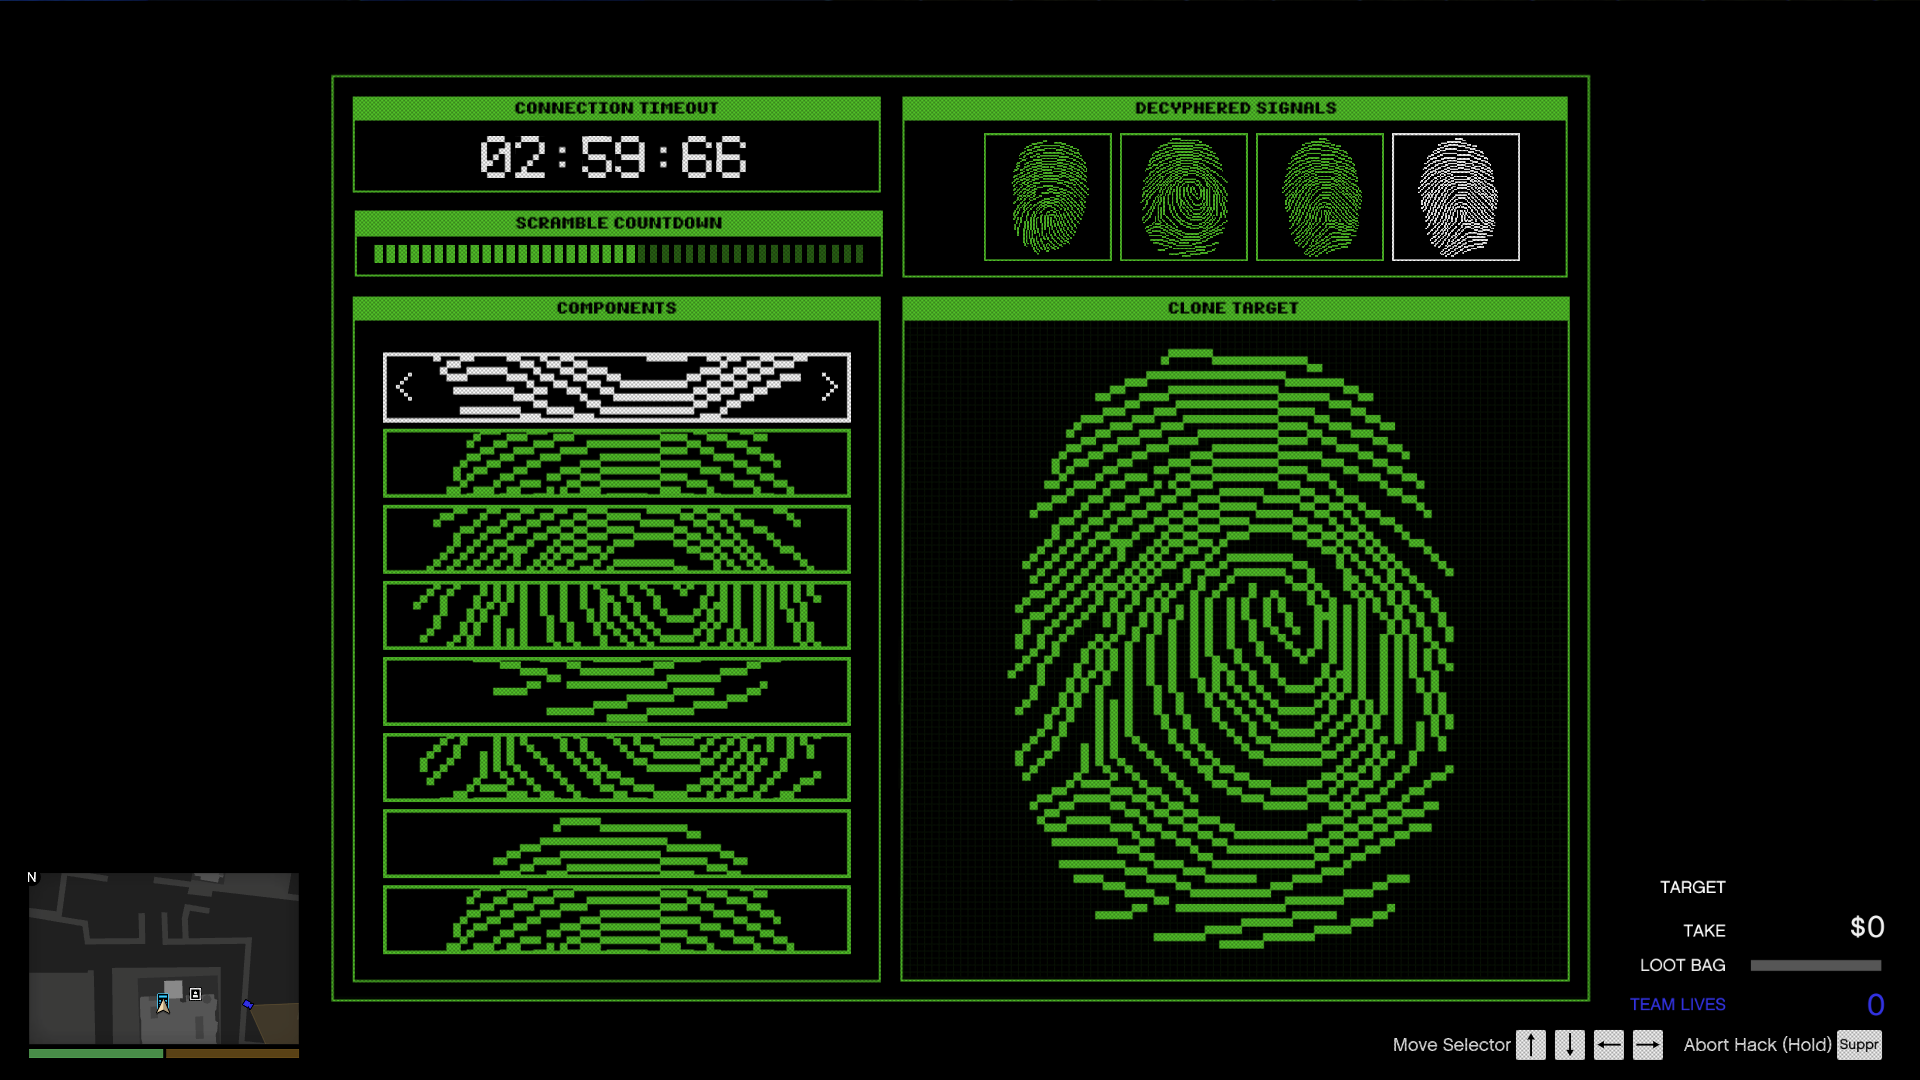 CONNECTION TIMEOUT
02:59:66
DECYPHERED SIGNALS
SCRAMBLE COUNTDOWN
COMPONENTS
CLONE TARGET
N
TARGET
TAKE $0
LOOT BAG
TEAM LIVES 0
Move Selector Abort Hack (Hold) Suppr